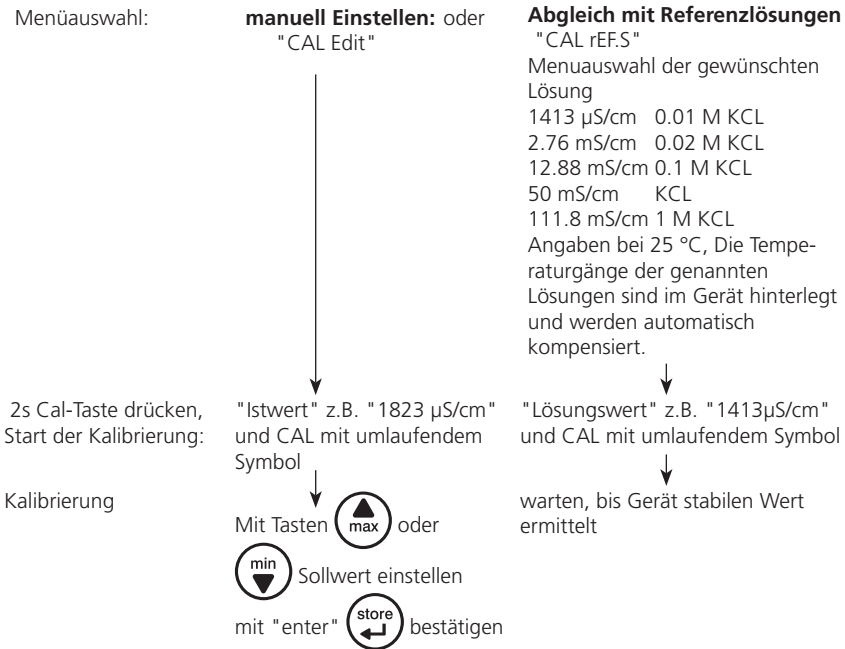 Menüauswahl:
manuell Einstellen: oder
"CAL Edit"
Abgleich mit Referenzlösungen
"CAL rEF.S"
Menuauswahl der gewünschten
Lösung
1413 µS/cm 0.01 M KCL
2.76 mS/cm 0.02 M KCL
12.88 mS/cm 0.1 M KCL
50 mS/cm KCL
111.8 mS/cm 1 M KCL
Angaben bei 25 °C, Die Tempe-
raturgänge der genannten
Lösungen sind im Gerät hinterlegt
und werden automatisch
kompensiert.
2s Cal-Taste drücken,
Start der Kalibrierung:
"Istwert" z.B. "1823 µS/cm"
und CAL mit umlaufendem
Symbol
"Lösungswert" z.B. "1413µS/cm"
und CAL mit umlaufendem Symbol
Kalibrierung
Mit Tasten max oder
min Sollwert einstellen
mit "enter" store bestätigen
warten, bis Gerät stabilen Wert
ermittelt